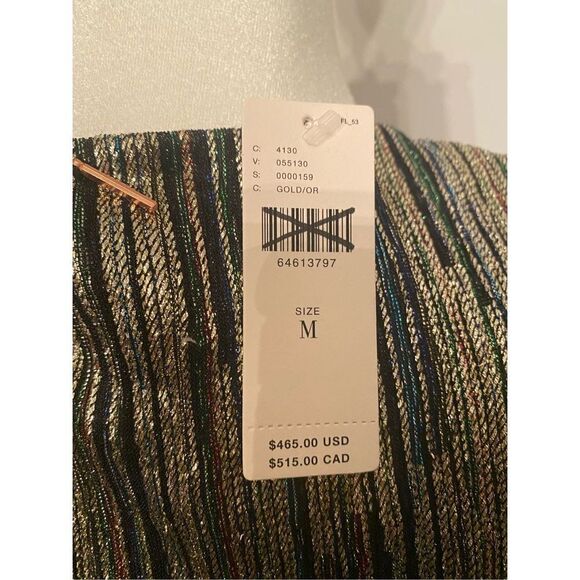 FL_53
C: 4130
V: 055130
S: 0000159
C: GOLD/OR
64613797
SIZE
M
$465.00 USD
$515.00 CAD